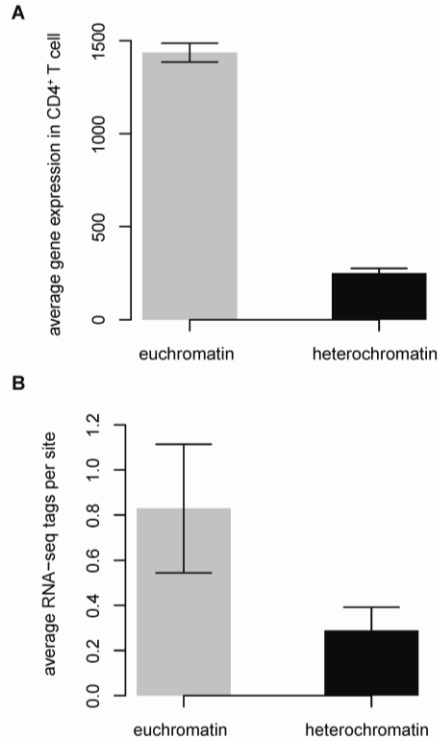 A
average gene expression in CD4⁺ T cell
1500
1000
500
0
euchromatin
heterochromatin
B
average RNA−seq tags per site
1.2
1.0
0.8
0.6
0.4
0.2
0.0
euchromatin
heterochromatin